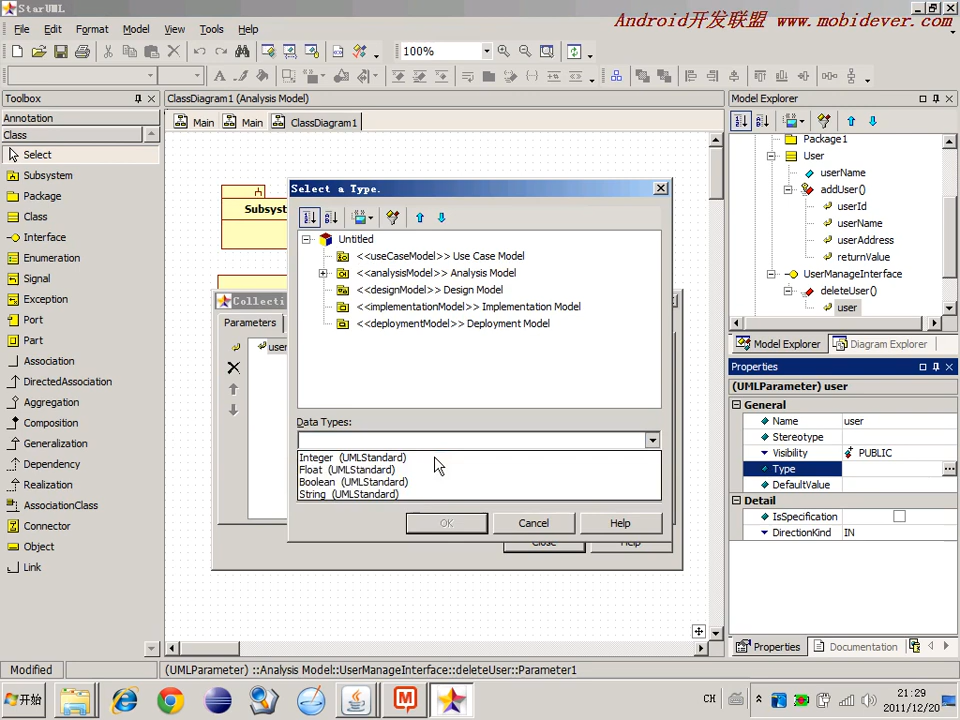 StarUML
Android开发联盟 www.mobidever.com
File Edit Format Model View Tools Help
100%
Toolbox
Annotation
Class
Select
Subsystem
Package
Class
Interface
Enumeration
Signal
Exception
Port
Part
Association
DirectedAssociation
Aggregation
Composition
Generalization
Dependency
Realization
AssociationClass
Connector
Object
Link
ClassDiagram1 (Analysis Model)
Main Main ClassDiagram1
Subsyst
Collecti
Parameters
user
Select a Type.
Untitled
<<useCaseModel>> Use Case Model
<<analysisModel>> Analysis Model
<<designModel>> Design Model
<<implementationModel>> Implementation Model
<<deploymentModel>> Deployment Model
Data Types:
Integer (UMLStandard)
Float (UMLStandard)
Boolean (UMLStandard)
String (UMLStandard)
OK Cancel Help
Close Help
Model Explorer
Package1
User
userName
addUser()
userId
userName
userAddress
returnValue
UserManageInterface
deleteUser()
user
Model Explorer Diagram Explorer
Properties
(UMLParameter) user
General
Name user
Stereotype
Visibility PUBLIC
Type
DefaultValue
Detail
IsSpecification
DirectionKind IN
Properties Documentation
Modified (UMLParameter) ::Analysis Model::UserManageInterface::deleteUser::Parameter1
开始
CH
21:29
2011/12/20